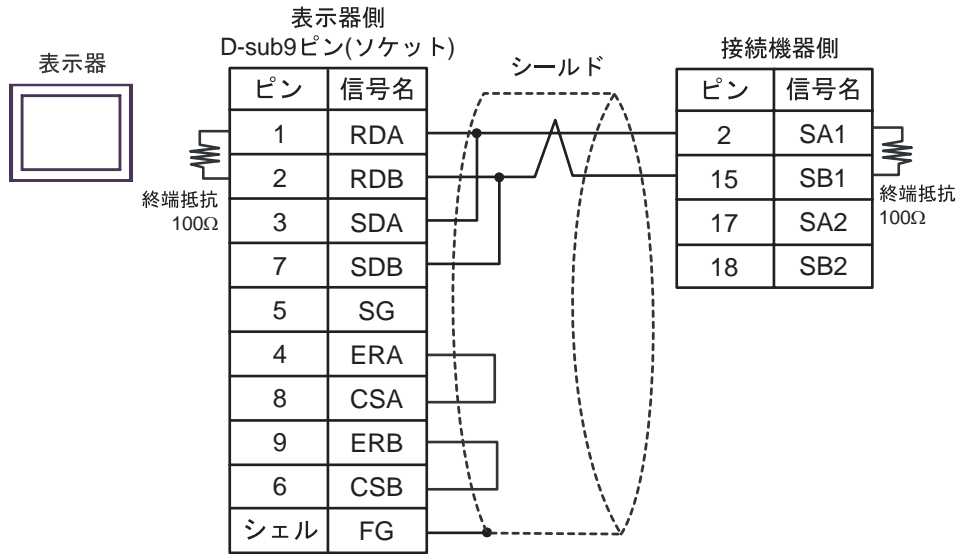 表示器
表示器側
D-sub9ピン(ソケット)
ピン 信号名
1 RDA
2 RDB
3 SDA
7 SDB
5 SG
4 ERA
8 CSA
9 ERB
6 CSB
シェル FG
終端抵抗
100Ω
シールド
接続機器側
ピン 信号名
2 SA1
15 SB1
17 SA2
18 SB2
終端抵抗
100Ω